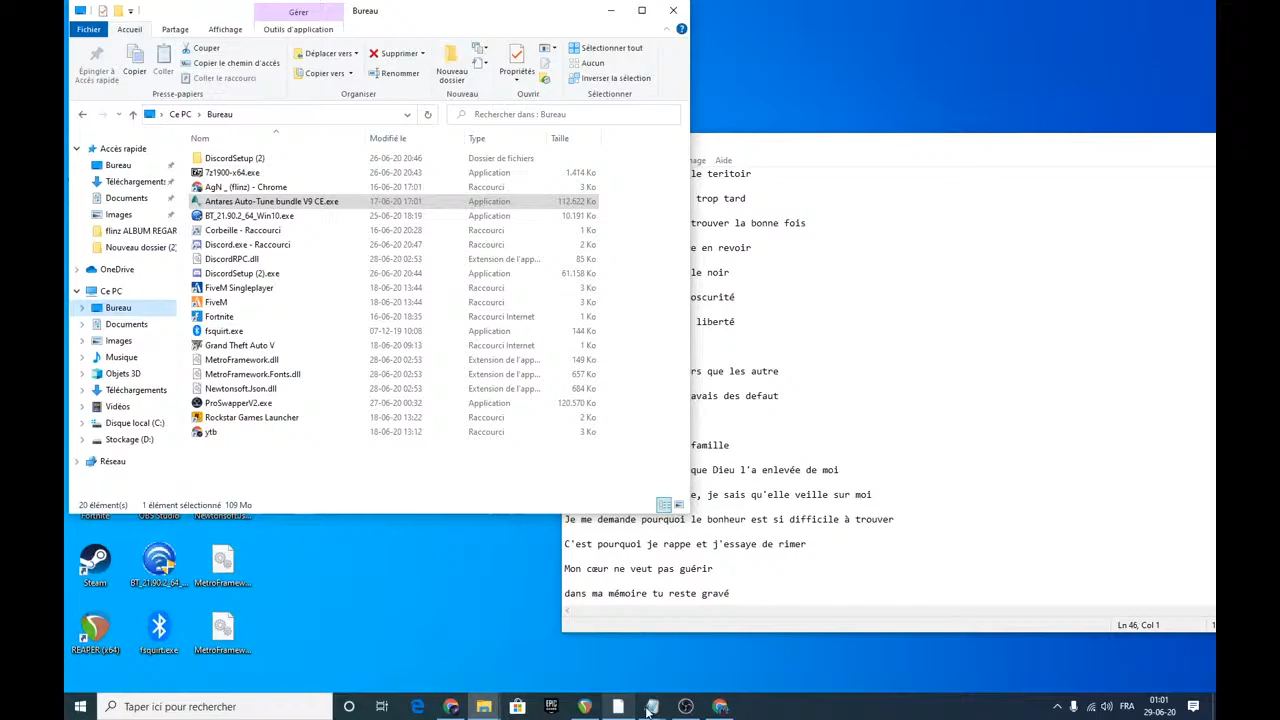 Gérer
Bureau
Fichier
Accueil
Partage
Affichage
Outils d'application
Épingler à
Accès rapide
Copier
Coller
Couper
Copier le chemin d'accès
Coller le raccourci
Presse-papiers
Déplacer vers
Copier vers
Supprimer
Renommer
Organiser
Nouveau
dossier
Nouveau
Propriétés
Ouvrir
Sélectionner tout
Aucun
Inverser la sélection
Sélectionner
Ce PC > Bureau
Rechercher dans : Bureau
Nom Modifié le Type Taille
Accès rapide
Bureau
Téléchargements
Documents
Images
flinz ALBUM REGAR
Nouveau dossier (2)
OneDrive
Ce PC
Bureau
Documents
Images
Musique
Objets 3D
Téléchargements
Vidéos
Disque local (C:)
Stockage (D:)
Réseau
DiscordSetup (2) 26-06-20 20:46 Dossier de fichiers
7z1900-x64.exe 26-06-20 20:43 Application 1.414 Ko
AgN _ (flinz) - Chrome 16-06-20 17:01 Raccourci 3 Ko
Antares Auto-Tune bundle V9 CE.exe 17-06-20 17:01 Application 112.622 Ko
BT_21.90.2_64_Win10.exe 25-06-20 18:19 Application 10.191 Ko
Corbeille - Raccourci 16-06-20 20:28 Raccourci 1 Ko
Discord.exe - Raccourci 26-06-20 20:47 Raccourci 2 Ko
DiscordRPC.dll 28-06-20 02:53 Extension de l'app... 85 Ko
DiscordSetup (2).exe 26-06-20 20:44 Application 61.158 Ko
FiveM Singleplayer 18-06-20 13:44 Raccourci 3 Ko
FiveM 18-06-20 13:44 Raccourci 3 Ko
Fortnite 16-06-20 18:35 Raccourci Internet 1 Ko
fsquirt.exe 07-12-19 10:08 Application 144 Ko
Grand Theft Auto V 18-06-20 09:13 Raccourci Internet 1 Ko
MetroFramework.dll 28-06-20 02:53 Extension de l'app... 149 Ko
MetroFramework.Fonts.dll 28-06-20 02:53 Extension de l'app... 657 Ko
Newtonsoft.Json.dll 28-06-20 02:53 Extension de l'app... 684 Ko
ProSwapperV2.exe 27-06-20 00:32 Application 120.570 Ko
Rockstar Games Launcher 18-06-20 13:22 Raccourci 2 Ko
ytb 18-06-20 13:12 Raccourci 3 Ko
20 élément(s) 1 élément sélectionné 109 Mo
nage Aide
le teritoir
trop tard
trouver la bonne fois
e en revoir
le noir
oscurité
liberté
rs que les autre
avais des defaut
famille
que Dieu l'a enlevée de moi
e, je sais qu'elle veille sur moi
Je me demande pourquoi le bonheur est si difficile à trouver
C'est pourquoi je rappe et j'essaye de rimer
Mon cœur ne veut pas guérir
dans ma mémoire tu reste gravé
Ln 46, Col 1
Fortnite
OBS Studio
Newtonsoft.Js...
Steam
BT_21.90.2_64_...
MetroFramew...
REAPER (x64)
fsquirt.exe
MetroFramew...
Taper ici pour rechercher
EPIC
FRA
01:01
29-06-20